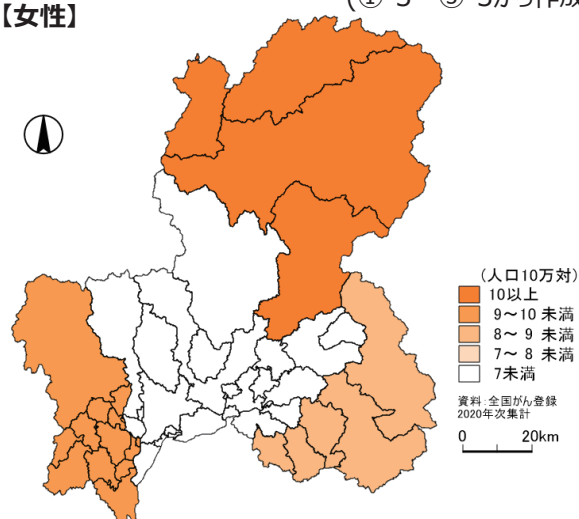 【女性】
(人口10万対)
10以上
9～10 未満
8～ 9 未満
7～ 8 未満
7未満
資料:全国がん登録
2020年次集計
0 20km